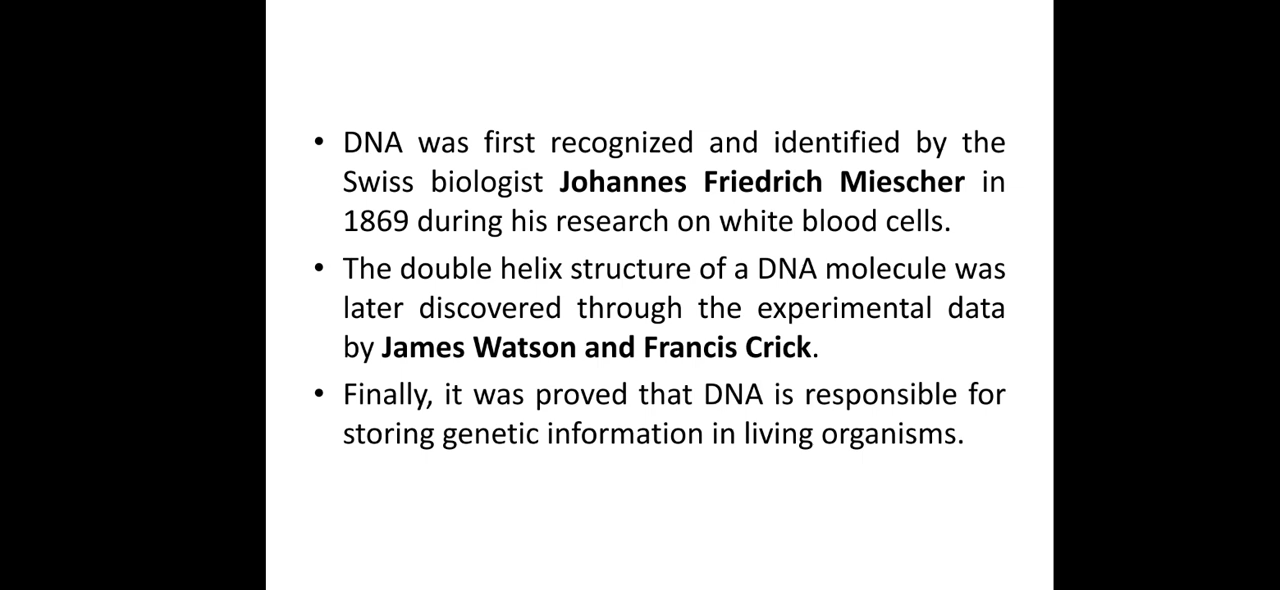 • DNA was first recognized and identified by the
Swiss biologist Johannes Friedrich Miescher in
1869 during his research on white blood cells.
• The double helix structure of a DNA molecule was
later discovered through the experimental data
by James Watson and Francis Crick.
• Finally, it was proved that DNA is responsible for
storing genetic information in living organisms.